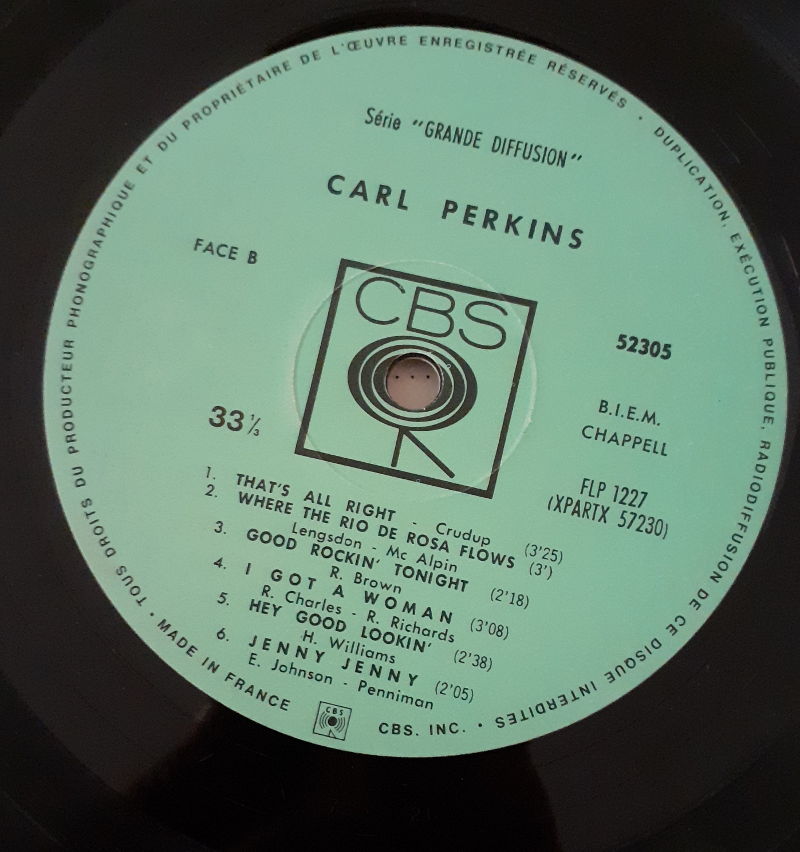 TOUS DROITS DU PRODUCTEUR PHONOGRAPHIQUE ET DU PROPRIÉTAIRE DE L'ŒUVRE ENREGISTRÉE RÉSERVÉS • DUPLICATION, EXÉCUTION PUBLIQUE, RADIODIFFUSION DE CE DISQUE INTERDITES •
Série "GRANDE DIFFUSION"
CARL PERKINS
FACE B
CBS
52305
B.I.E.M.
CHAPPELL
33 ⅓
FLP 1227
(XPARTX 57230)
1. THAT'S ALL RIGHT - Crudup (3'25)
2. WHERE THE RIO DE ROSA FLOWS (3')
Lengsdon - Mc Alpin
3. GOOD ROCKIN' TONIGHT (2'18)
R. Brown
4. I GOT A WOMAN (3'08)
R. Charles - R. Richards
5. HEY GOOD LOOKIN' (2'38)
H. Williams
6. JENNY JENNY (2'05)
E. Johnson - Penniman
• MADE IN FRANCE
CBS
CBS. INC.